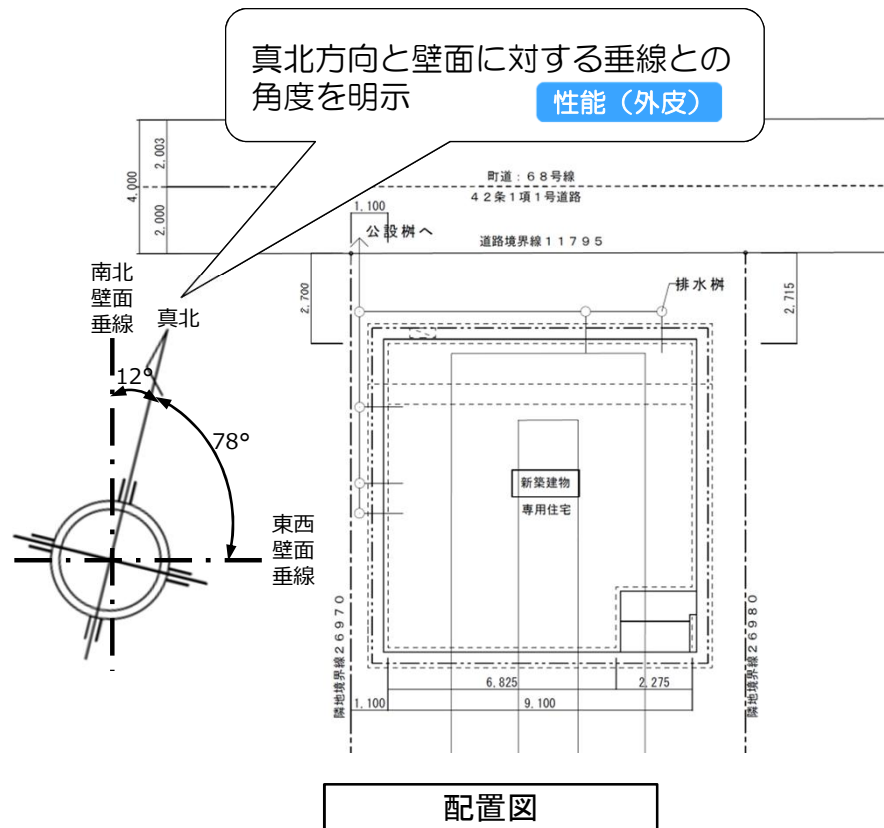 真北方向と壁面に対する垂線との
角度を明示
性能（外皮）
4,000
2,003
2,000
町道：６８号線
４２条１項１号道路
1,100
公設桝へ
道路境界線１１７９５
南北
壁面
垂線
真北
2,700
排水桝
2,715
12°
78°
新築建物
専用住宅
東西
壁面
垂線
隣地境界線２６９７０
隣地境界線２６９８０
6,825
2,275
1,100
9,100
配置図